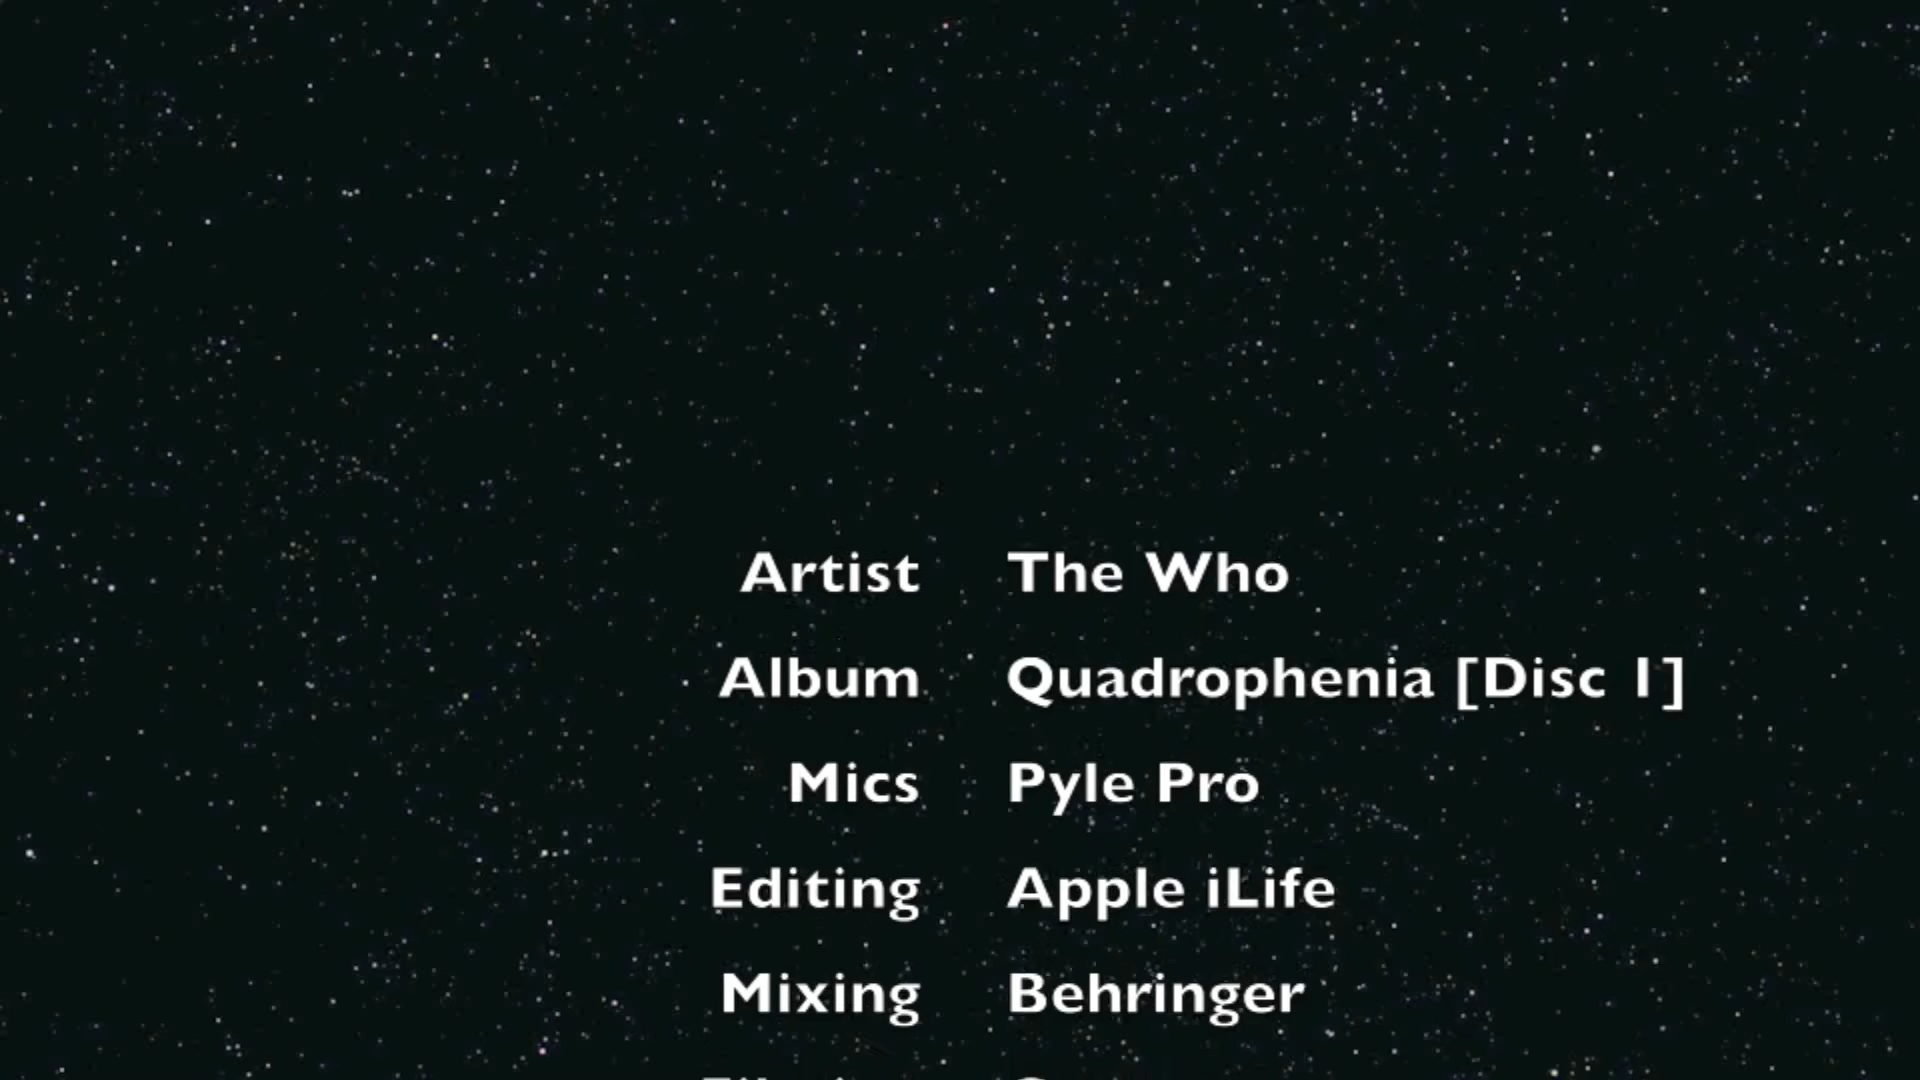 Artist The Who
Album Quadrophenia [Disc 1]
Mics Pyle Pro
Editing Apple iLife
Mixing Behringer